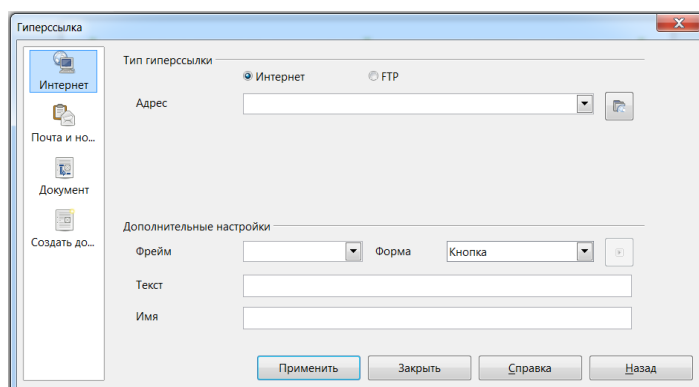 Гиперссылка
Интернет
Почта и но...
Документ
Создать до...
Тип гиперссылки
Интернет FTP
Адрес
Дополнительные настройки
Фрейм Форма Кнопка
Текст
Имя
Применить Закрыть Справка Назад